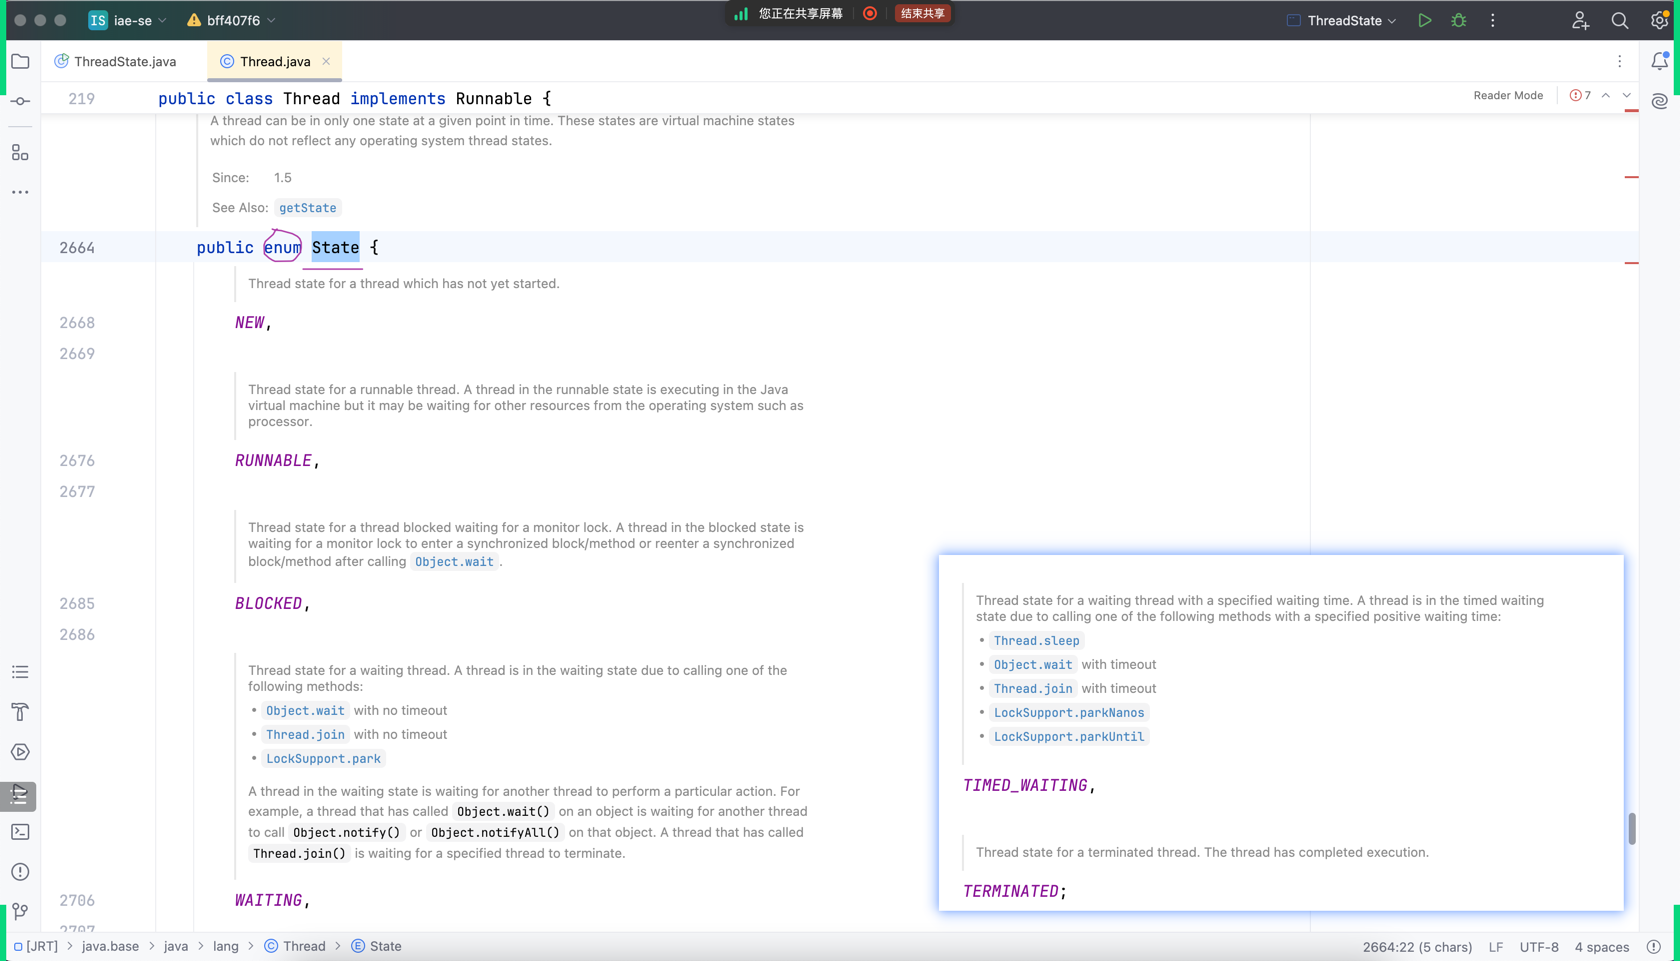 IS iae-se
bff407f6
您正在共享屏幕
结束共享
ThreadState
ThreadState.java
Thread.java
219 public class Thread implements Runnable {
Reader Mode
7
A thread can be in only one state at a given point in time. These states are virtual machine states
which do not reflect any operating system thread states.
Since: 1.5
See Also: getState
2664 public enum State {
Thread state for a thread which has not yet started.
2668 NEW,
2669
Thread state for a runnable thread. A thread in the runnable state is executing in the Java
virtual machine but it may be waiting for other resources from the operating system such as
processor.
2676 RUNNABLE,
2677
Thread state for a thread blocked waiting for a monitor lock. A thread in the blocked state is
waiting for a monitor lock to enter a synchronized block/method or reenter a synchronized
block/method after calling Object.wait.
2685 BLOCKED,
2686
Thread state for a waiting thread. A thread is in the waiting state due to calling one of the
following methods:
• Object.wait with no timeout
• Thread.join with no timeout
• LockSupport.park
A thread in the waiting state is waiting for another thread to perform a particular action. For
example, a thread that has called Object.wait() on an object is waiting for another thread
to call Object.notify() or Object.notifyAll() on that object. A thread that has called
Thread.join() is waiting for a specified thread to terminate.
2706 WAITING,
2707
Thread state for a waiting thread with a specified waiting time. A thread is in the timed waiting
state due to calling one of the following methods with a specified positive waiting time:
• Thread.sleep
• Object.wait with timeout
• Thread.join with timeout
• LockSupport.parkNanos
• LockSupport.parkUntil
TIMED_WAITING,
Thread state for a terminated thread. The thread has completed execution.
TERMINATED;
[JRT] > java.base > java > lang > Thread > State
2664:22 (5 chars) LF UTF-8 4 spaces